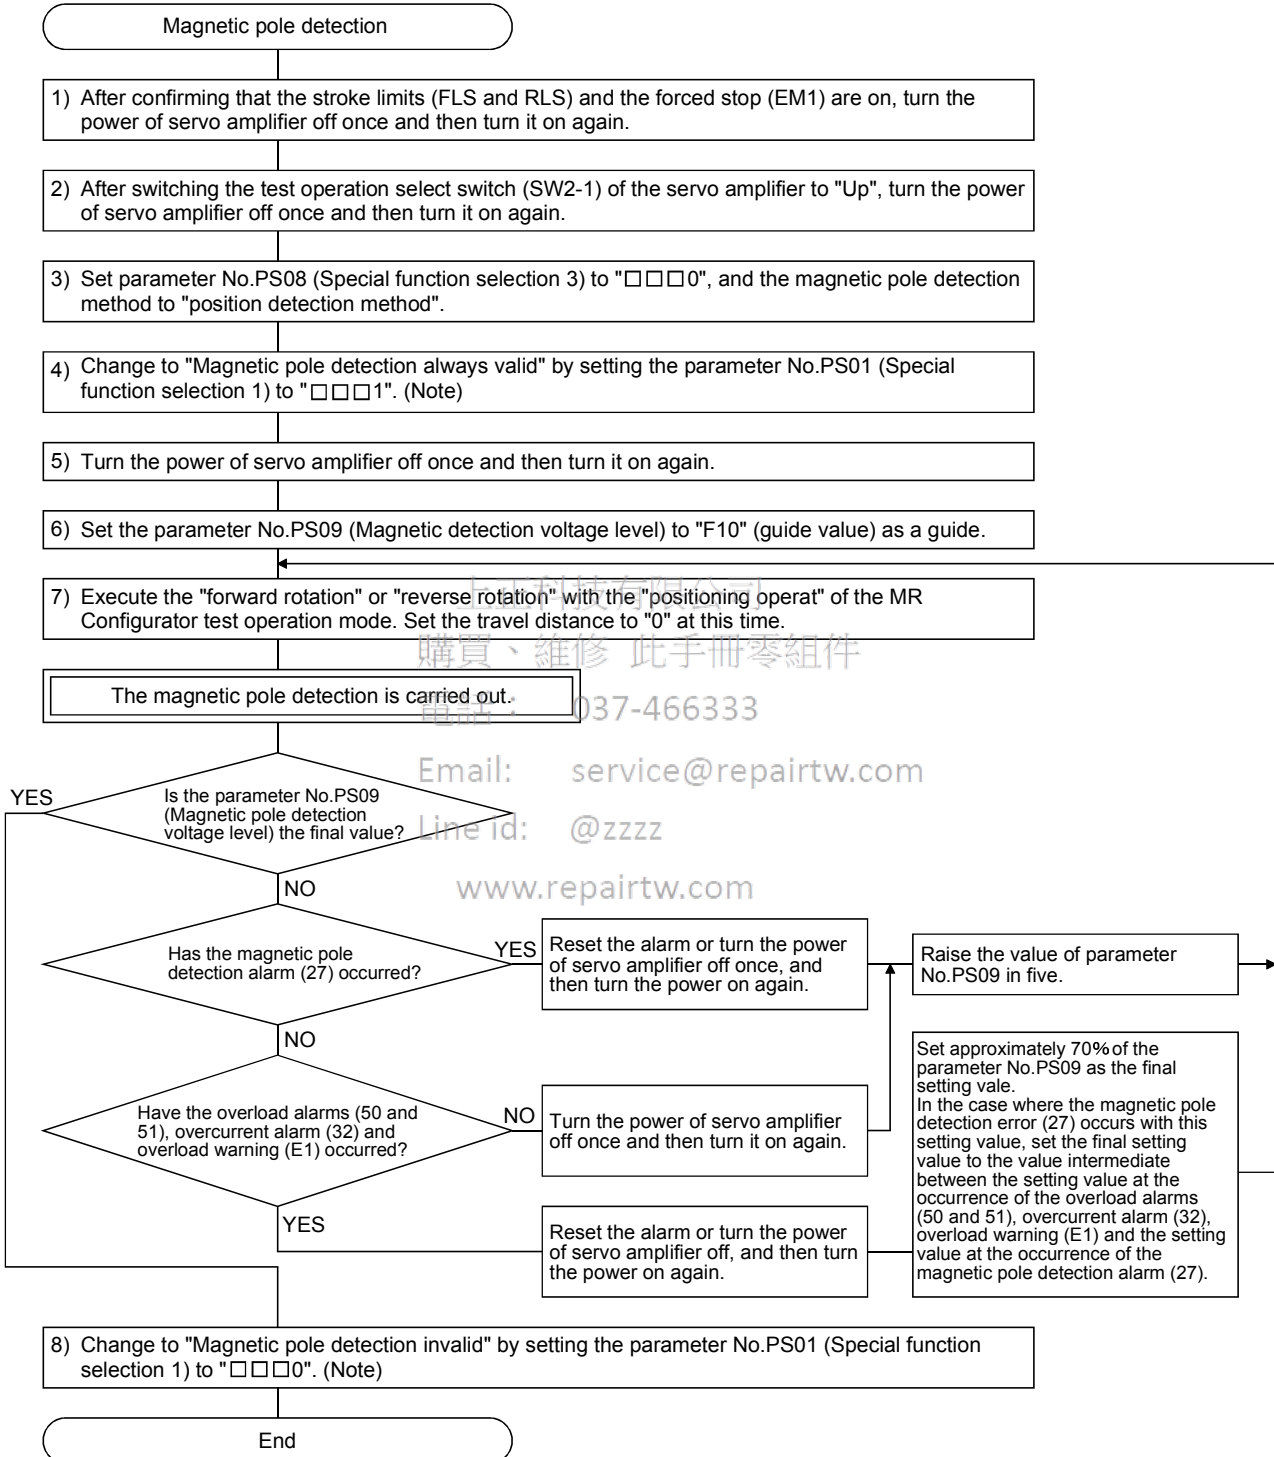 Magnetic pole detection
1) After confirming that the stroke limits (FLS and RLS) and the forced stop (EM1) are on, turn the
power of servo amplifier off once and then turn it on again.
2) After switching the test operation select switch (SW2-1) of the servo amplifier to "Up", turn the power
of servo amplifier off once and then turn it on again.
3) Set parameter No.PS08 (Special function selection 3) to "□□□0", and the magnetic pole detection
method to "position detection method".
4) Change to "Magnetic pole detection always valid" by setting the parameter No.PS01 (Special
function selection 1) to "□□□1". (Note)
5) Turn the power of servo amplifier off once and then turn it on again.
6) Set the parameter No.PS09 (Magnetic detection voltage level) to "F10" (guide value) as a guide.
上正科技有限公司
7) Execute the "forward rotation" or "reverse rotation" with the "positioning operat" of the MR
Configurator test operation mode. Set the travel distance to "0" at this time.
購買、維修 此手冊零組件
The magnetic pole detection is carried out.
電話: 037-466333
Email: service@repairtw.com
YES
Is the parameter No.PS09
(Magnetic pole detection
voltage level) the final value?
Line id: @zzzz
NO
www.repairtw.com
Has the magnetic pole
detection alarm (27) occurred?
YES
Reset the alarm or turn the power
of servo amplifier off once, and
then turn the power on again.
Raise the value of parameter
No.PS09 in five.
NO
Have the overload alarms (50 and
51), overcurrent alarm (32) and
overload warning (E1) occurred?
NO
Turn the power of servo amplifier
off once and then turn it on again.
Set approximately 70% of the
parameter No.PS09 as the final
setting vale.
In the case where the magnetic pole
detection error (27) occurs with this
setting value, set the final setting
value to the value intermediate
between the setting value at the
occurrence of the overload alarms
(50 and 51), overcurrent alarm (32),
overload warning (E1) and the setting
value at the occurrence of the
magnetic pole detection alarm (27).
YES
Reset the alarm or turn the power
of servo amplifier off, and then turn
the power on again.
8) Change to "Magnetic pole detection invalid" by setting the parameter No.PS01 (Special function
selection 1) to "□□□0". (Note)
End